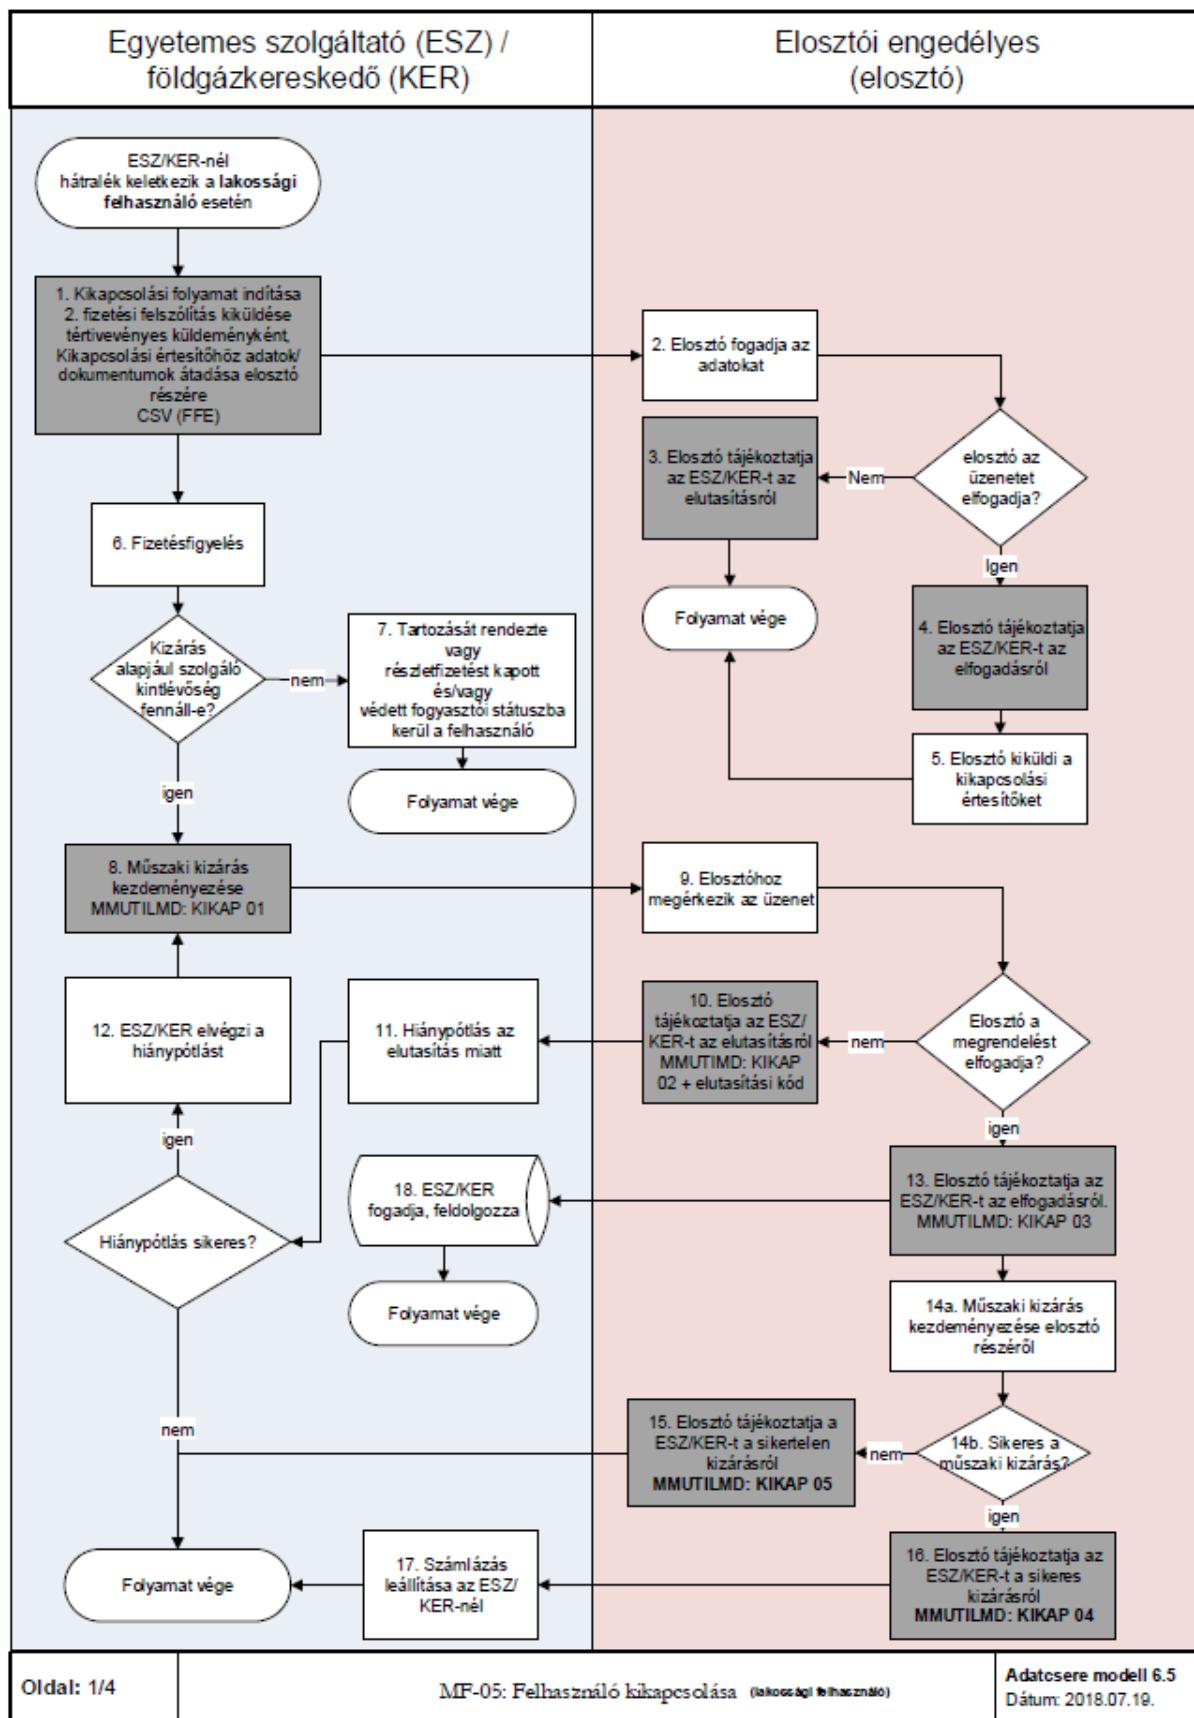 Egyetemes szolgáltató (ESZ) /
földgázkereskedő (KER)
Elosztói engedélyes
(elosztó)
ESZ/KER-nél
hátralék keletkezik a lakossági
felhasználó esetén
1. Kikapcsolási folyamat indítása
2. fizetési felszólítás kiküldése
tértivevényes küldeményként,
Kikapcsolási értesítőhöz adatok/
dokumentumok átadása elosztó
részére
CSV (FFE)
2. Elosztó fogadja az
adatokat
elosztó az
üzenetet
elfogadja?
Nem
3. Elosztó tájékoztatja
az ESZ/KER-t az
elutasításról
Folyamat vége
Igen
4. Elosztó tájékoztatja
az ESZ/KER-t az
elfogadásról
5. Elosztó kiküldi a
kikapcsolási
értesítőket
6. Fizetésfigyelés
Kizárás
alapjául szolgáló
kintlévőség
fennáll-e?
nem
7. Tartozását rendezte
vagy
részletfizetést kapott
és/vagy
védett fogyasztói státuszba
kerül a felhasználó
Folyamat vége
igen
8. Műszaki kizárás
kezdeményezése
MMUTILMD: KIKAP 01
9. Elosztóhoz
megérkezik az üzenet
Elosztó a
megrendelést
elfogadja?
nem
10. Elosztó
tájékoztatja az ESZ/
KER-t az elutasításról
MMUTIMD: KIKAP
02 + elutasítási kód
11. Hiánypótlás az
elutasítás miatt
12. ESZ/KER elvégzi a
hiánypótlást
igen
Hiánypótlás sikeres?
nem
igen
13. Elosztó tájékoztatja az
ESZ/KER-t az elfogadásról.
MMUTILMD: KIKAP 03
18. ESZ/KER
fogadja, feldolgozza
Folyamat vége
14a. Műszaki kizárás
kezdeményezése elosztó
részéről
14b. Sikeres a
műszaki kizárás?
nem
15. Elosztó tájékoztatja a
ESZ/KER-t a sikertelen
kizárásról
MMUTILMD: KIKAP 05
igen
16. Elosztó tájékoztatja az
ESZ/KER-t a sikeres
kizárásról
MMUTILMD: KIKAP 04
17. Számlázás
leállítása az ESZ/
KER-nél
Folyamat vége
Oldal: 1/4
MF-05: Felhasználó kikapcsolása (lakossági felhasználó)
Adatcsere modell 6.5
Dátum: 2018.07.19.